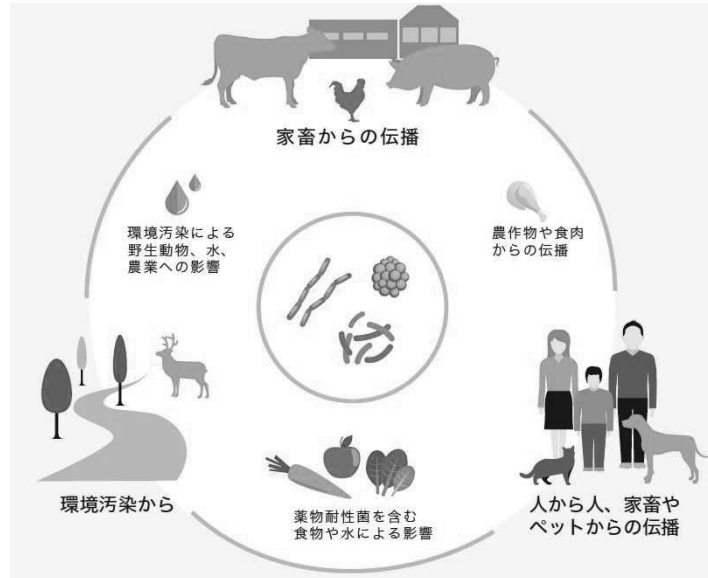 家畜からの伝播
環境汚染による
野生動物、水、
農業への影響
農作物や食肉
からの伝播
環境汚染から
薬物耐性菌を含む
食物や水による影響
人から人、家畜や
ペットからの伝播